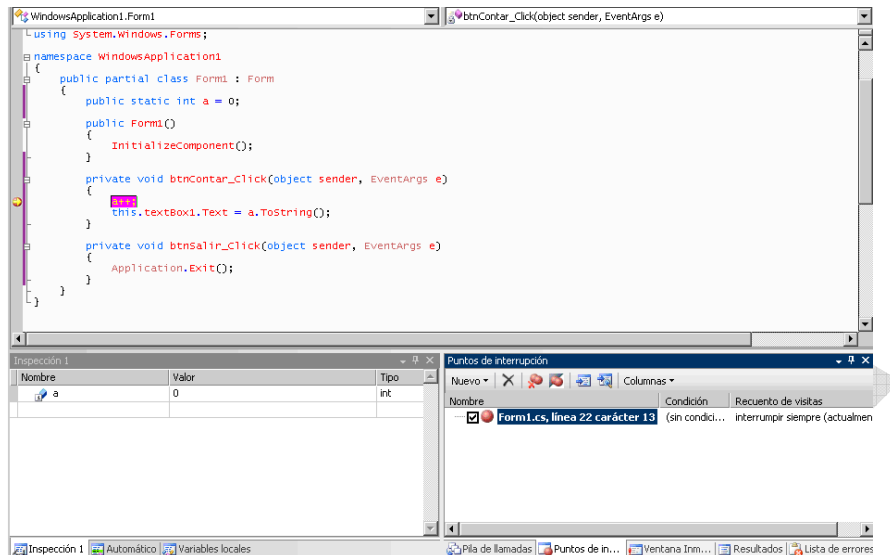 WindowsApplication1.Form1
btnContar_Click(object sender, EventArgs e)
using System.Windows.Forms;
namespace WindowsApplication1
{
public partial class Form1 : Form
{
public static int a = 0;
public Form1()
{
InitializeComponent();
}
private void btnContar_Click(object sender, EventArgs e)
{
a++;
this.textBox1.Text = a.ToString();
}
private void btnSalir_Click(object sender, EventArgs e)
{
Application.Exit();
}
}
}
Inspección 1
Nombre Valor Tipo
a 0 int
Inspección 1 Automático Variables locales
Puntos de interrupción
Nuevo Columnas
Nombre Condición Recuento de visitas
Form1.cs, línea 22 carácter 13 (sin condici... interrumpir siempre (actualmen
Pila de llamadas Puntos de in... Ventana Inm... Resultados Lista de errores